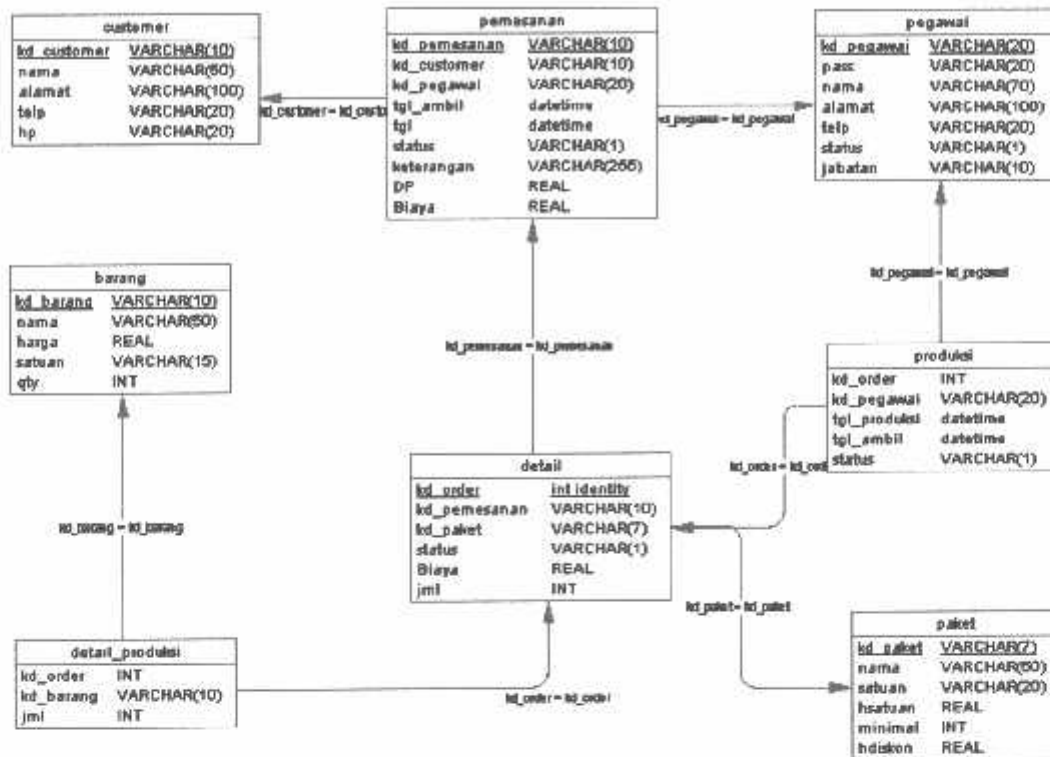 customer
kd_customer VARCHAR(10)
nama VARCHAR(50)
alamat VARCHAR(100)
telp VARCHAR(20)
hp VARCHAR(20)
pemesanan
kd_pemesanan VARCHAR(10)
kd_customer VARCHAR(10)
kd_pegawai VARCHAR(20)
tgl_ambil datetime
tgl datetime
status VARCHAR(1)
keterangan VARCHAR(255)
DP REAL
Biaya REAL
pegawai
kd_pegawai VARCHAR(20)
pass VARCHAR(20)
nama VARCHAR(70)
alamat VARCHAR(100)
telp VARCHAR(20)
status VARCHAR(1)
jabatan VARCHAR(10)
kd_customer = kd_custo
kd_pegawai = kd_pegawai
kd_pegawai = kd_pegawai
barang
kd_barang VARCHAR(10)
nama VARCHAR(50)
harga REAL
satuan VARCHAR(15)
qty INT
kd_pemesanan = kd_pemesanan
produksi
kd_order INT
kd_pegawai VARCHAR(20)
tgl_produksi datetime
tgl_ambil datetime
status VARCHAR(1)
kd_order = kd_ord
detail
kd_order int identity
kd_pemesanan VARCHAR(10)
kd_paket VARCHAR(7)
status VARCHAR(1)
Biaya REAL
jml INT
kd_barang = kd_barang
kd_paket = kd_paket
detail_produksi
kd_order INT
kd_barang VARCHAR(10)
jml INT
kd_order = kd_order
paket
kd_paket VARCHAR(7)
nama VARCHAR(50)
satuan VARCHAR(20)
hsatuan REAL
minimal INT
hdiskon REAL